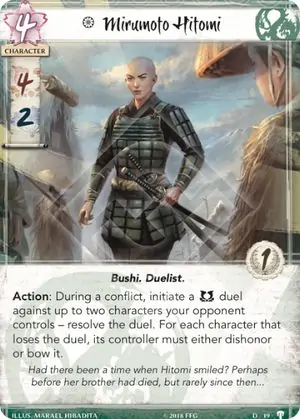 4
Mirumoto Hitomi
CHARACTER
4
2
Bushi. Duelist.
1
Action: During a conflict, initiate a duel
against up to two characters your opponent
controls – resolve the duel. For each character that
loses the duel, its controller must either dishonor
or bow it.
Had there been a time when Hitomi smiled? Perhaps
before her brother had died, but rarely since then...
ILLUS: MARAEL HIBADITA
©2018 FFG
D 19